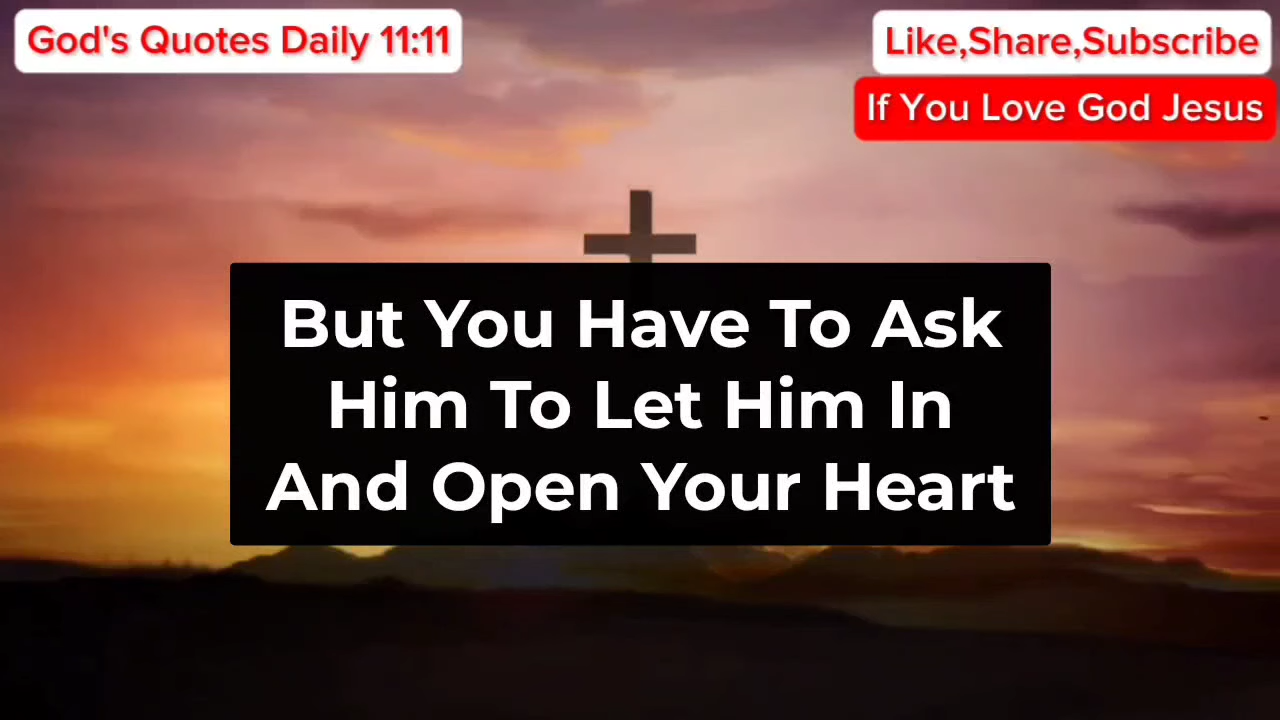 God's Quotes Daily 11:11
Like,Share,Subscribe
If You Love God Jesus
But You Have To Ask
Him To Let Him In
And Open Your Heart